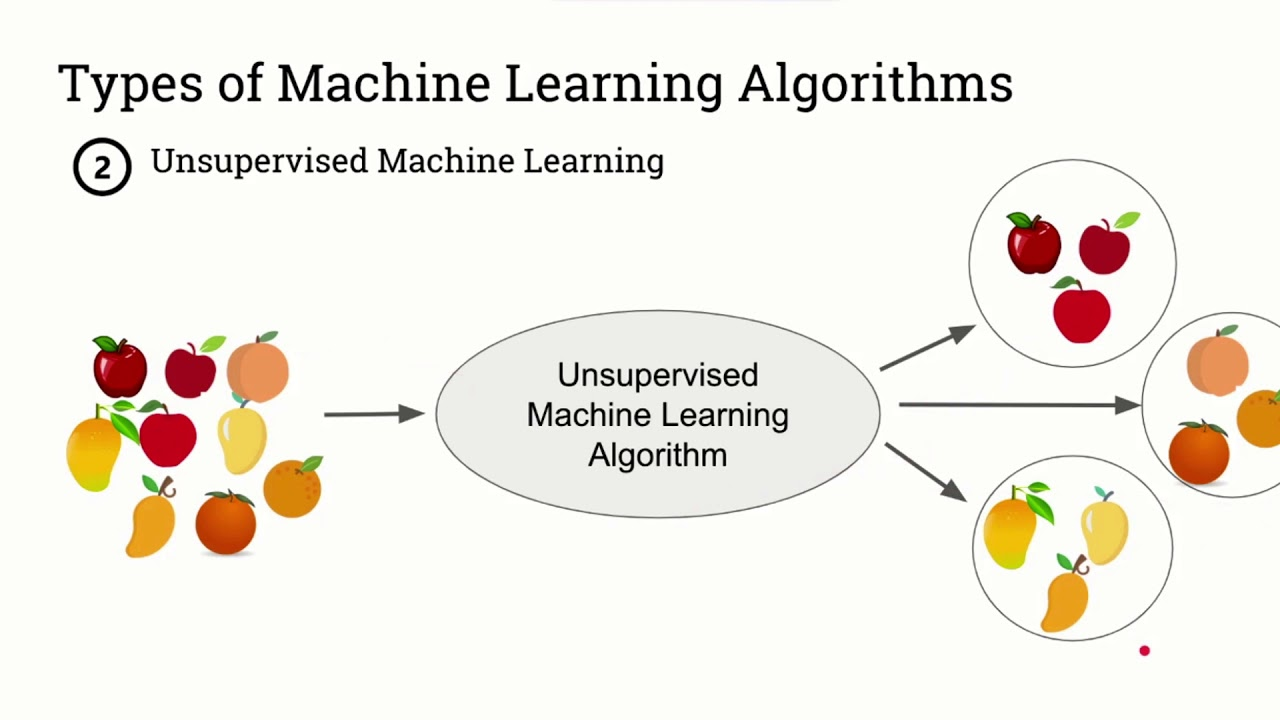 Types of Machine Learning Algorithms
2 Unsupervised Machine Learning
Unsupervised
Machine Learning
Algorithm